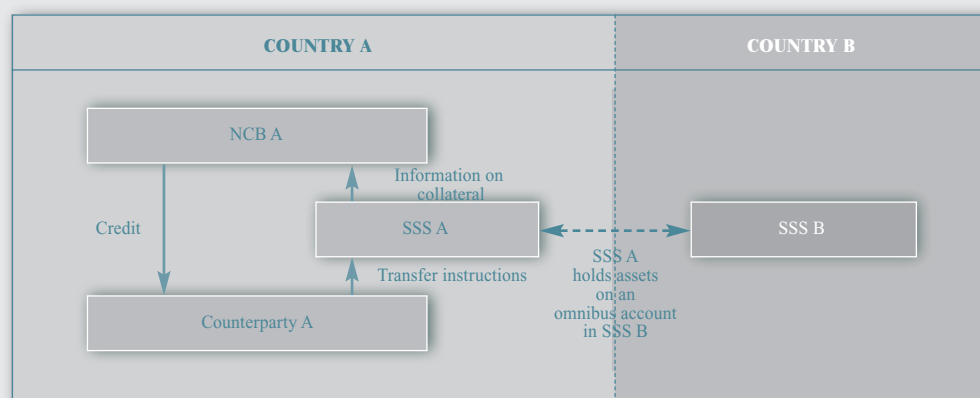 COUNTRY A
COUNTRY B
NCB A
Information on
collateral
Credit
SSS A
SSS B
Transfer instructions
SSS A
holds assets
on an
omnibus account
in SSS B
Counterparty A